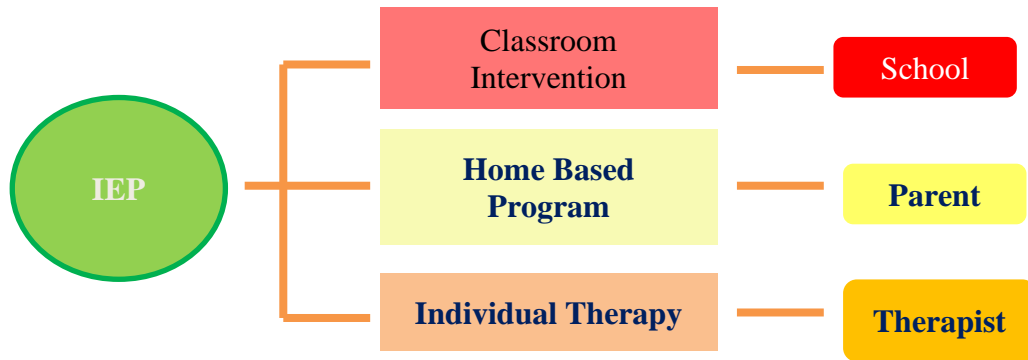 Classroom
Intervention
School
IEP
Home Based
Program
Parent
Individual Therapy
Therapist